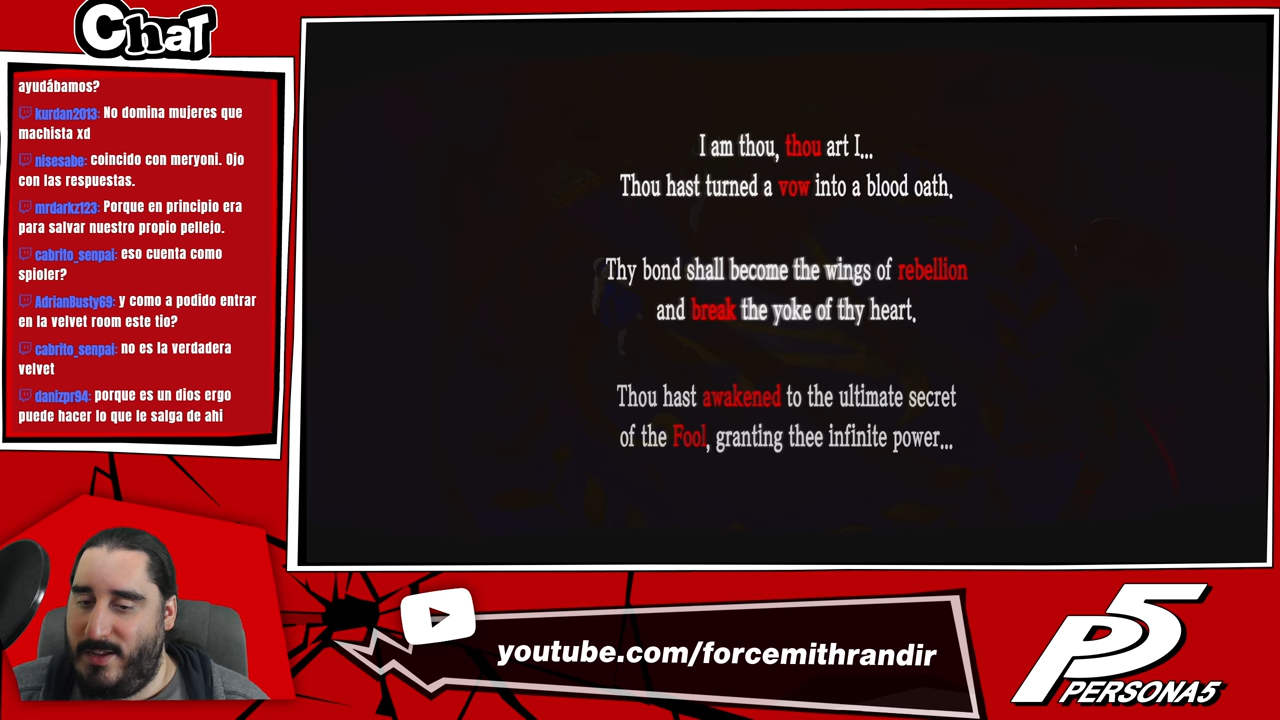 Chat
ayudábamos?
kurdan2013: No domina mujeres que
machista xd
nisesabe: coincido con meryoni. Ojo
con las respuestas.
mrdarkz123: Porque en principio era
para salvar nuestro propio pellejo.
cabrito_senpai: eso cuenta como
spioler?
AdrianBusty69: y como a podido entrar
en la velvet room este tio?
cabrito_senpai: no es la verdadera
velvet
danizpr94: porque es un dios ergo
puede hacer lo que le salga de ahi
I am thou, thou art I...
Thou hast turned a vow into a blood oath.
Thy bond shall become the wings of rebellion
and break the yoke of thy heart.
Thou hast awakened to the ultimate secret
of the Fool, granting thee infinite power...
youtube.com/forcemithrandir
P5
PERSONA5